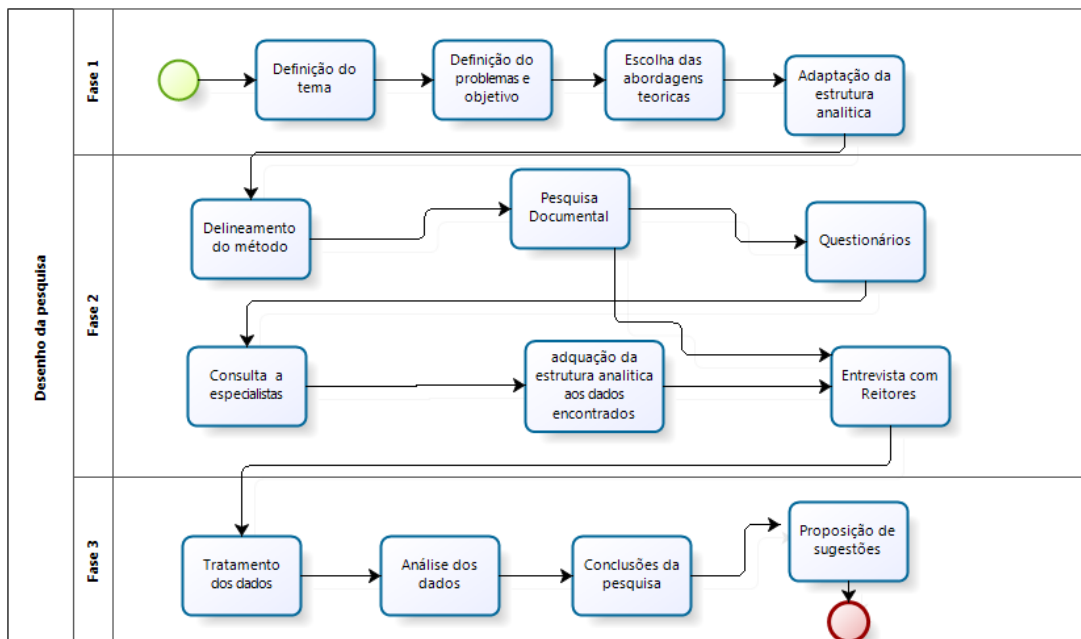 Desenho da pesquisa
Fase 1
Definição do
tema
Definição do
problemas e
objetivo
Escolha das
abordagens
teoricas
Adaptação da
estrutura
analitica
Fase 2
Delineamento
do método
Pesquisa
Documental
Questionários
Consulta a
especialistas
adquação da
estrutura analitica
aos dados
encontrados
Entrevista com
Reitores
Fase 3
Tratamento
dos dados
Análise dos
dados
Conclusões da
pesquisa
Proposição de
sugestões